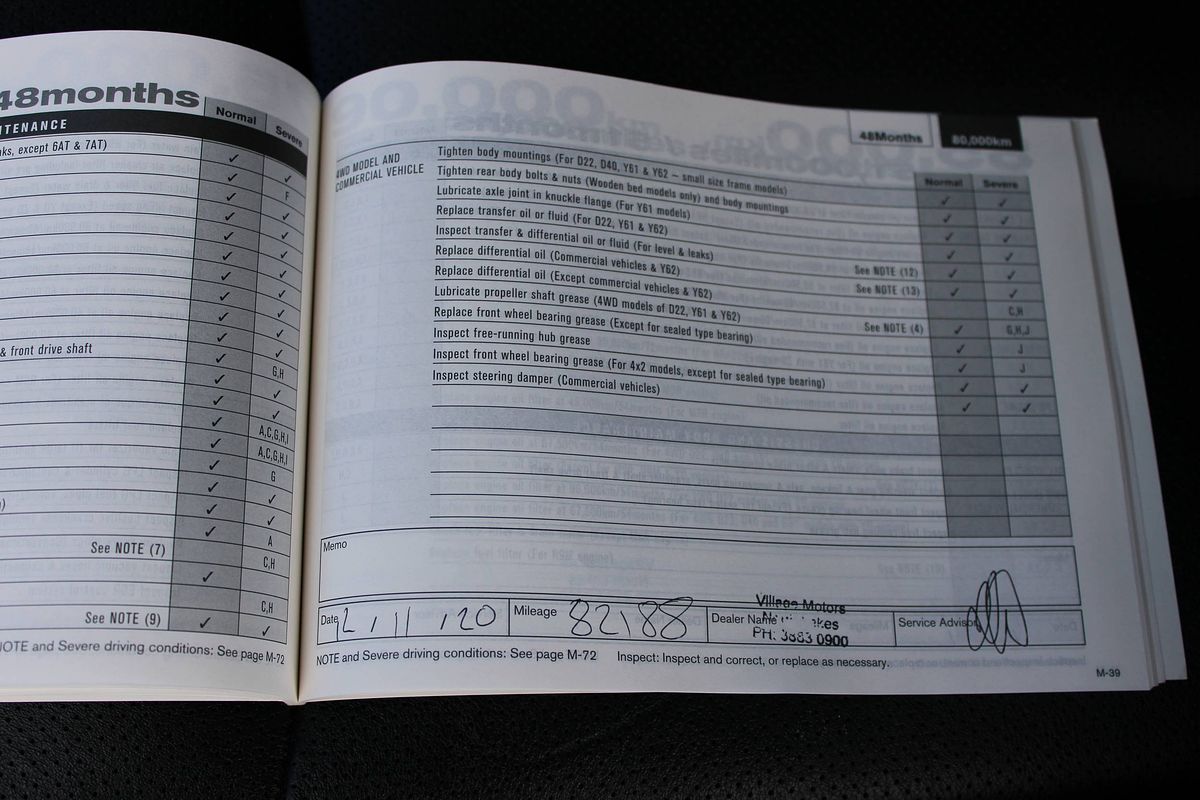 48months
Normal
Severe
NTENANCE
aks, except 6AT & 7AT)
F
& front drive shaft
G,H
A,C,G,H,I
A,C,G,H,I
G
A
See NOTE (7)
C,H
C,H
See NOTE (9)
NOTE and Severe driving conditions: See page M-72
48Months
80,000km
Normal
Severe
4WD MODEL AND
COMMERCIAL VEHICLE
Tighten body mountings (For D22, D40, Y61 & Y62 – small size frame models)
Tighten rear body bolts & nuts (Wooden bed models only) and body mountings
Lubricate axle joint in knuckle flange (For Y61 models)
Replace transfer oil or fluid (For D22, Y61 & Y62)
Inspect transfer & differential oil or fluid (For level & leaks)
Replace differential oil (Commercial vehicles & Y62) See NOTE (12)
Replace differential oil (Except commercial vehicles & Y62) See NOTE (13)
Lubricate propeller shaft grease (4WD models of D22, Y61 & Y62) C,H
Replace front wheel bearing grease (Except for sealed type bearing) See NOTE (4) G,H,J
Inspect free-running hub grease J
Inspect front wheel bearing grease (For 4x2 models, except for sealed type bearing) J
Inspect steering damper (Commercial vehicles)
Memo
Date 2 / 11 / 20 Mileage 82188 Dealer Name Service Advisor
Village Motors
PH: 3883 0900
NOTE and Severe driving conditions: See page M-72 Inspect: Inspect and correct, or replace as necessary.
M-39